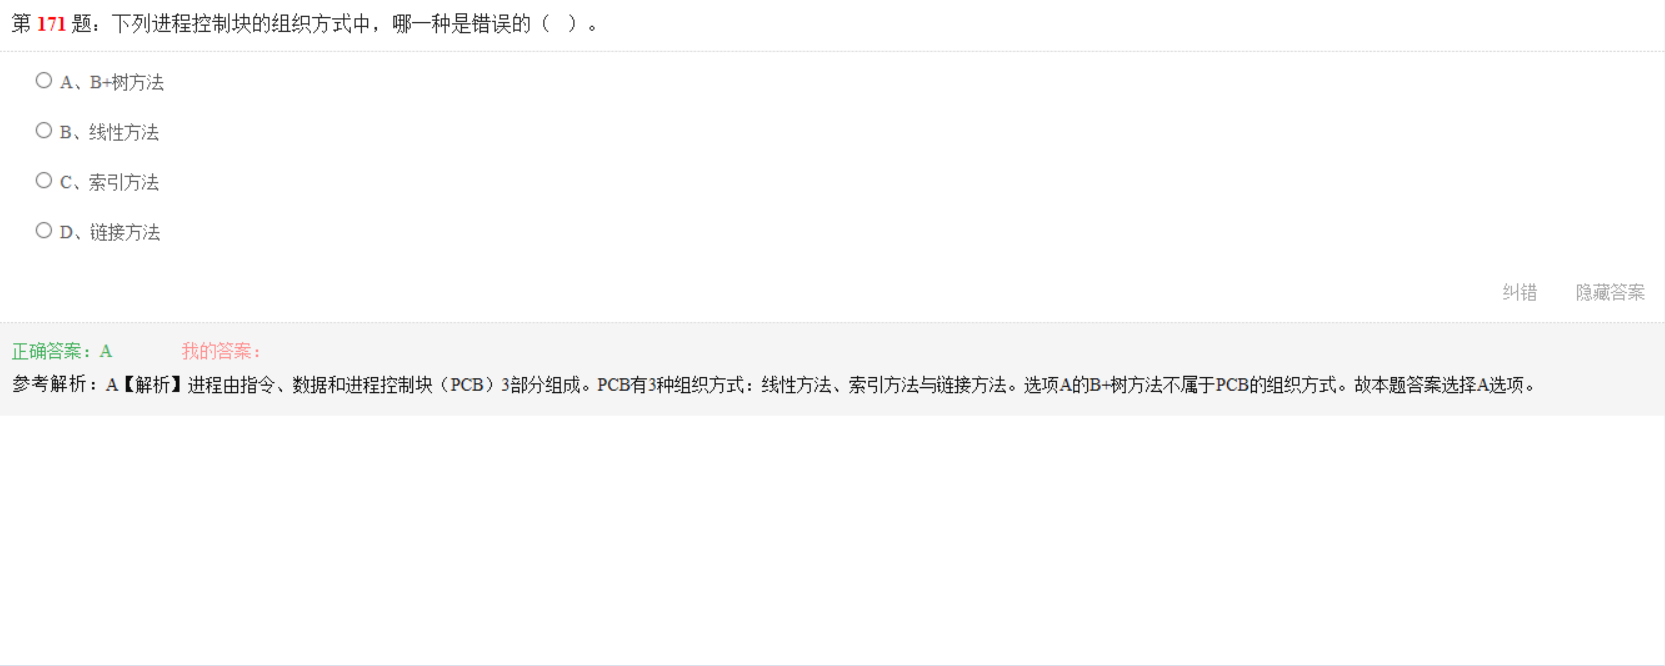 第 171 题：下列进程控制块的组织方式中，哪一种是错误的（ ）。
A、B+树方法
B、线性方法
C、索引方法
D、链接方法
纠错 隐藏答案
正确答案：A 我的答案：
参考解析：A【解析】进程由指令、数据和进程控制块（PCB）3部分组成。PCB有3种组织方式：线性方法、索引方法与链接方法。选项A的B+树方法不属于PCB的组织方式。故本题答案选择A选项。